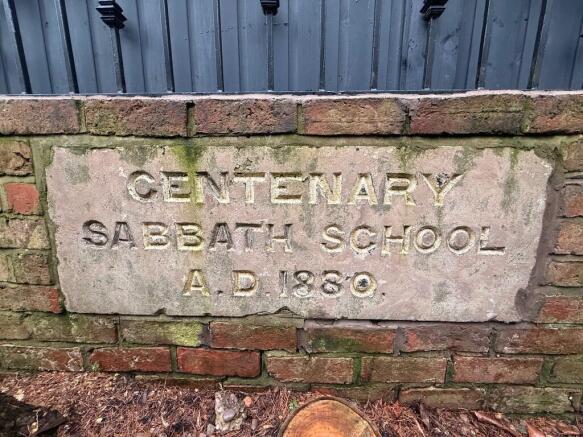 CENTENARY
SABBATH SCHOOL
A.D. 1880.